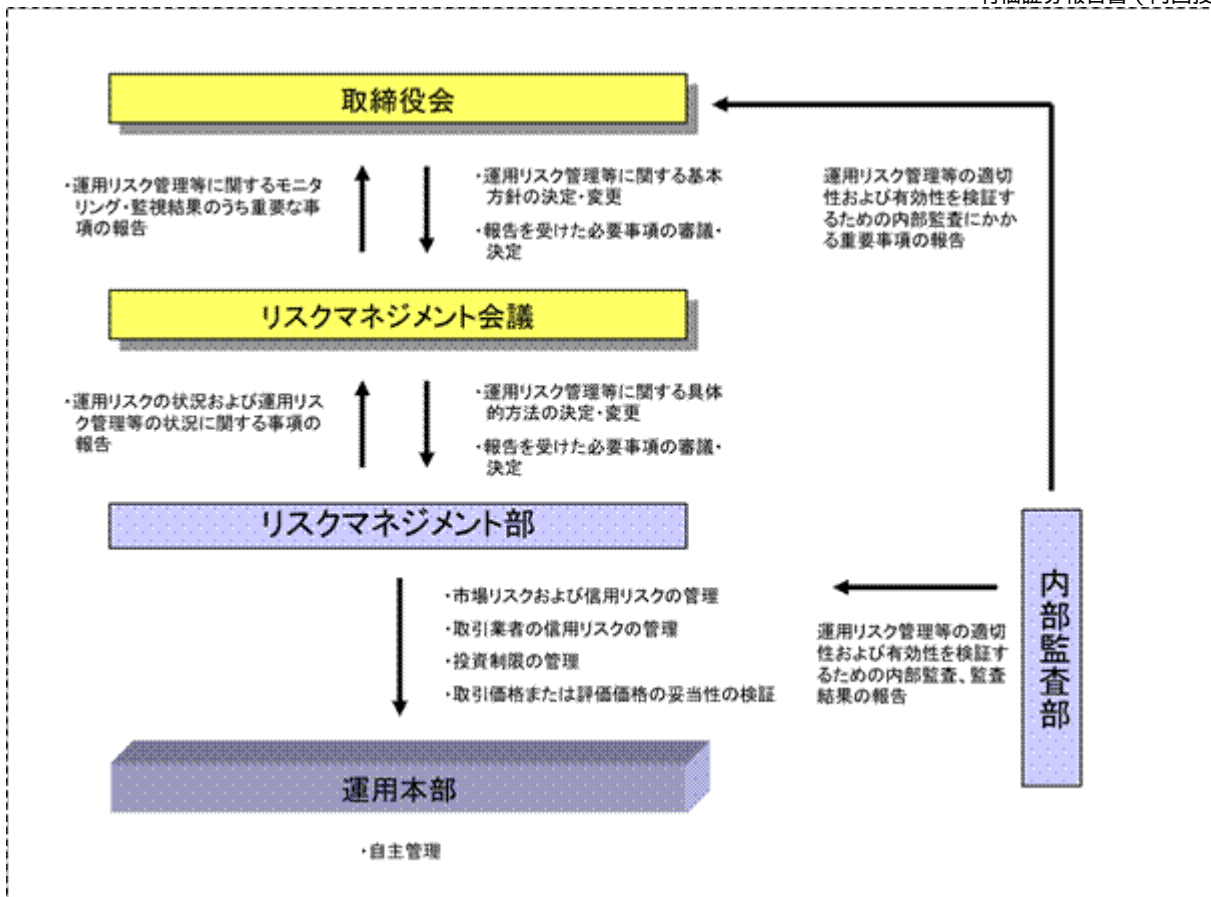 取締役会
・運用リスク管理等に関するモニタ
リング・監視結果のうち重要な事
項の報告
・運用リスク管理等に関する基本
方針の決定・変更
・報告を受けた必要事項の審議・
決定
運用リスク管理等の適切
性および有効性を検証す
るための内部監査にかか
る重要事項の報告
リスクマネジメント会議
・運用リスクの状況および運用リス
ク管理等の状況に関する事項の
報告
・運用リスク管理等に関する具体
的方法の決定・変更
・報告を受けた必要事項の審議・
決定
リスクマネジメント部
・市場リスクおよび信用リスクの管理
・取引業者の信用リスクの管理
・投資制限の管理
・取引価格または評価価格の妥当性の検証
運用リスク管理等の適切
性および有効性を検証す
るための内部監査、監査
結果の報告
内部監査部
運用本部
・自主管理